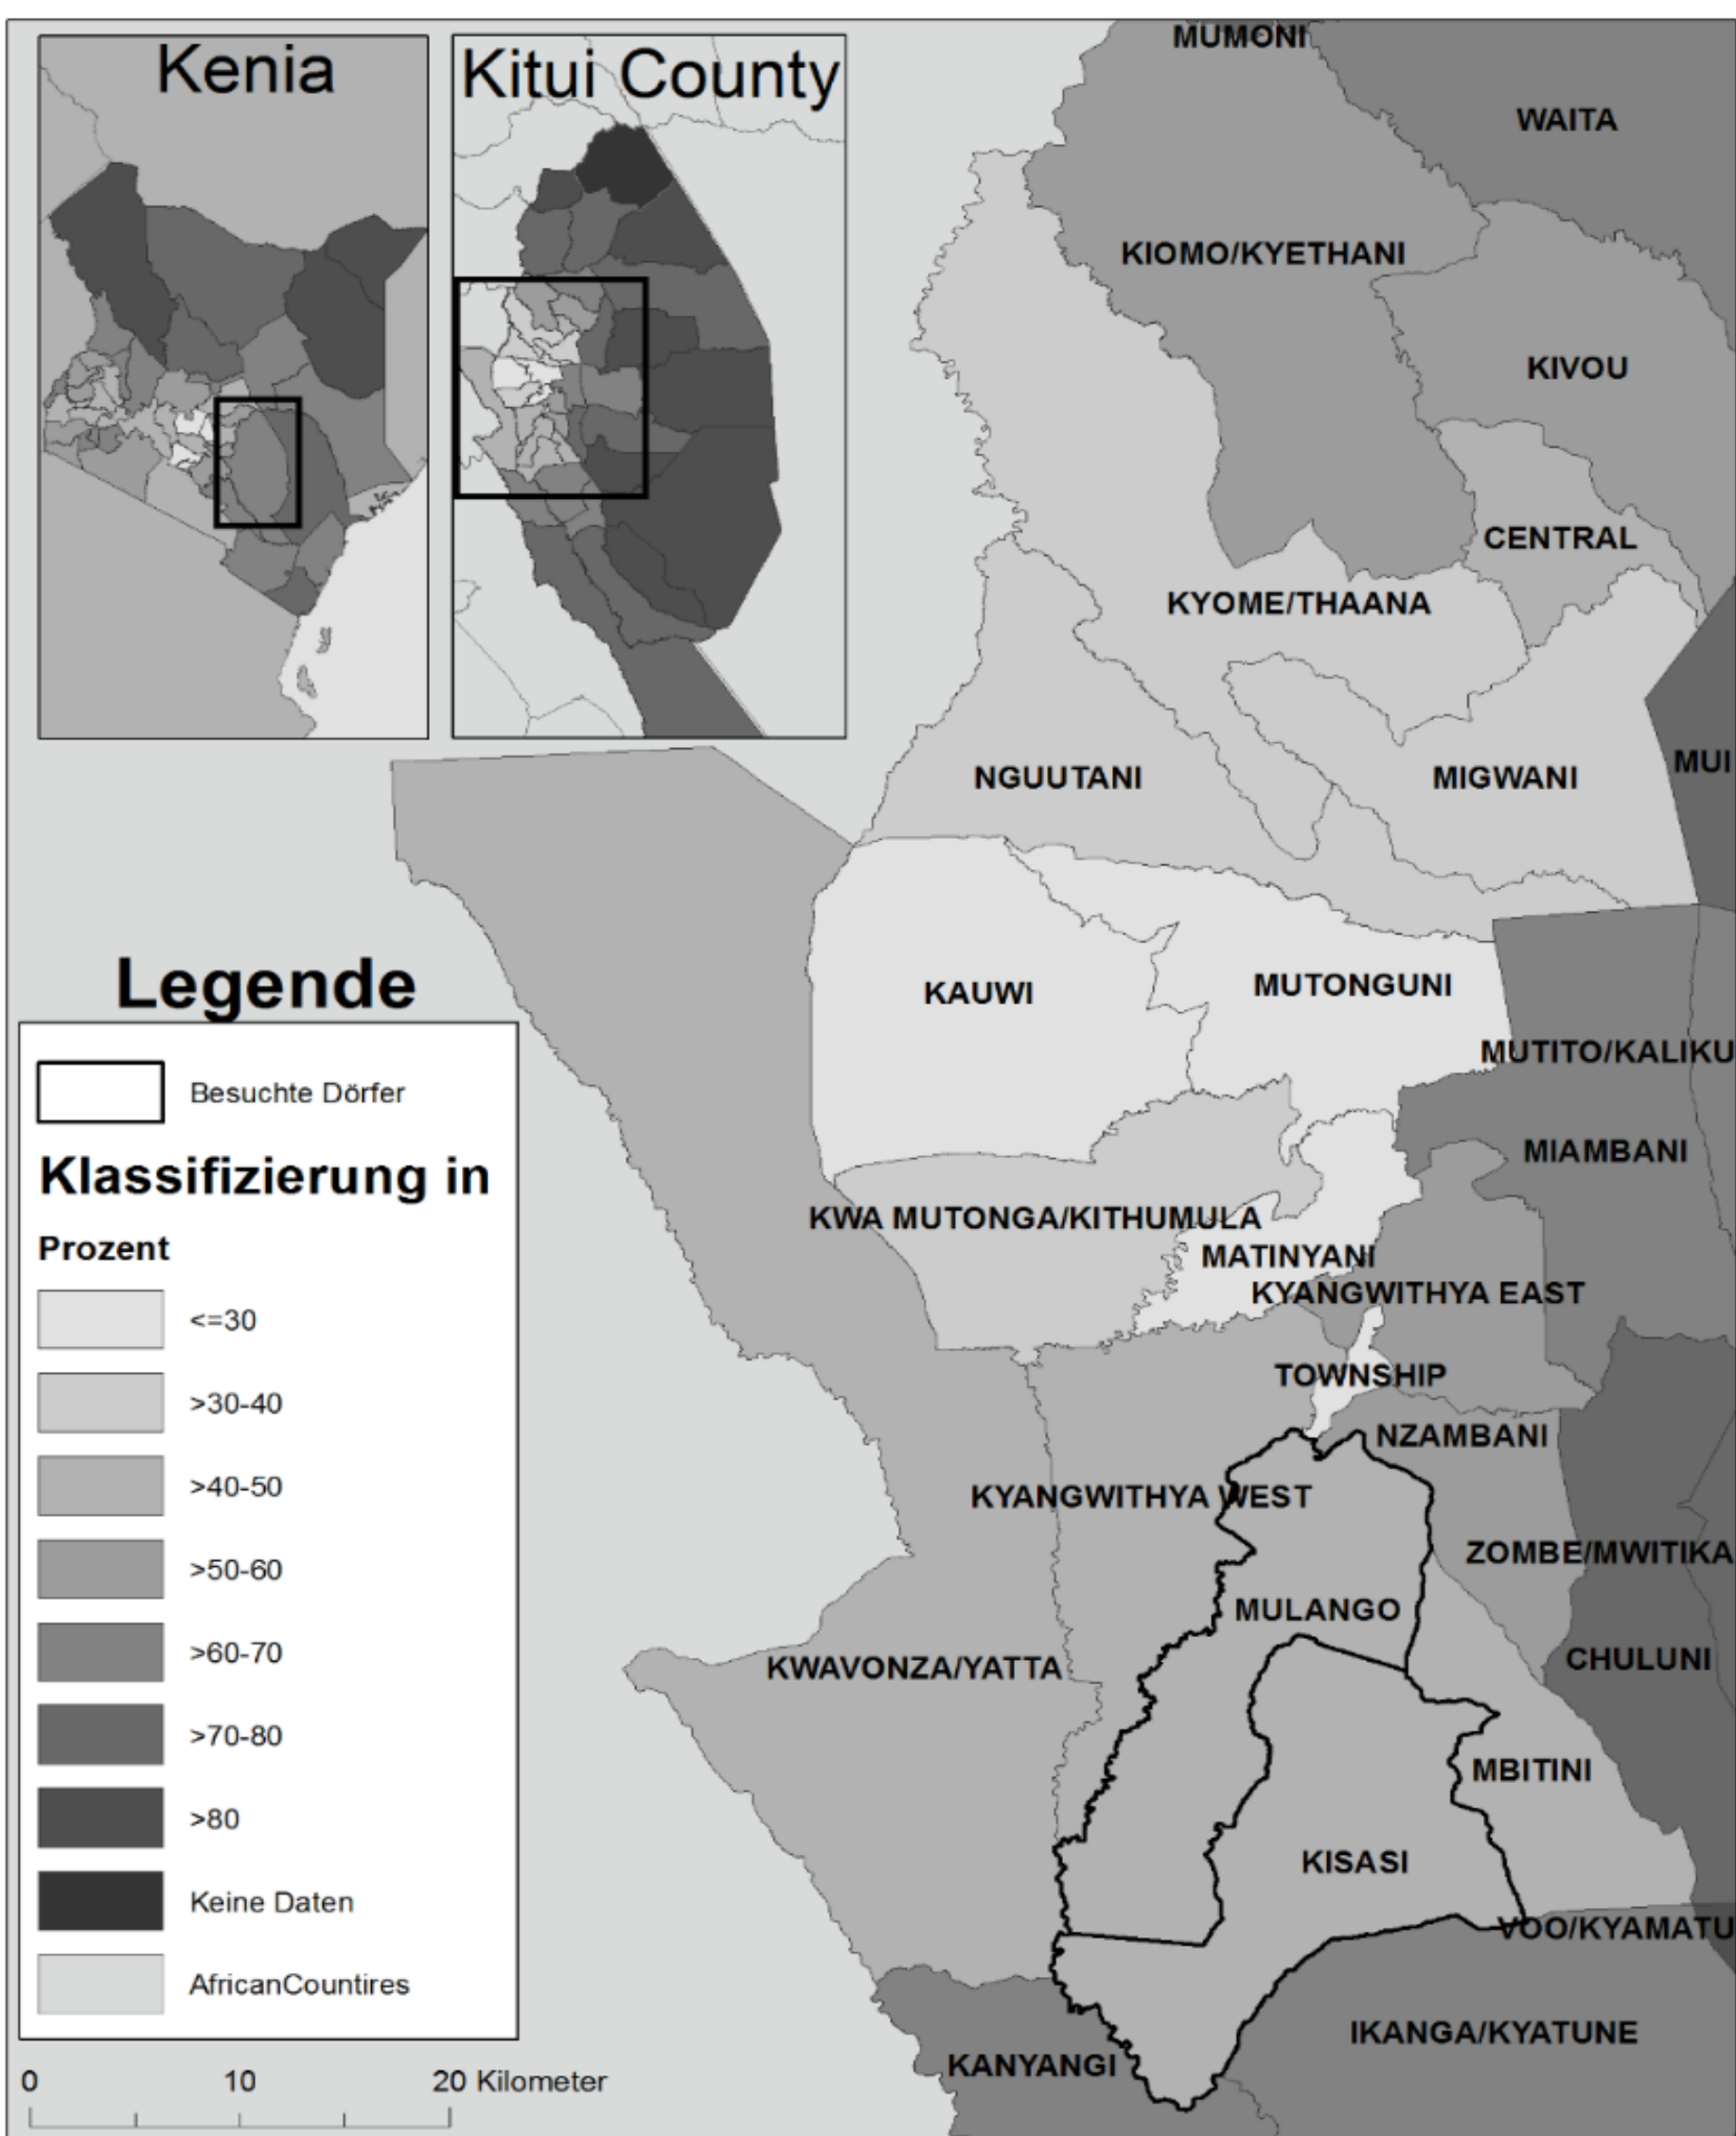 Kenia
Kitui County
MUMONI
WAITA
KIOMO/KYETHANI
KIVOU
CENTRAL
KYOME/THAANA
NGUUTANI
MIGWANI
MUI
KAUWI
MUTONGUNI
MUTITO/KALIKU
MIAMBANI
KWA MUTONGA/KITHUMULA
MATINYANI
KYANGWITHYA EAST
TOWNSHIP
NZAMBANI
KYANGWITHYA WEST
ZOMBE/MWITIKA
MULANGO
CHULUNI
KWAVONZA/YATTA
MBITINI
KISASI
VOO/KYAMATU
IKANGA/KYATUNE
KANYANGI
Legende
Besuchte Dörfer
Klassifizierung in
Prozent
<=30
>30-40
>40-50
>50-60
>60-70
>70-80
>80
Keine Daten
AfricanCountires
0 10 20 Kilometer